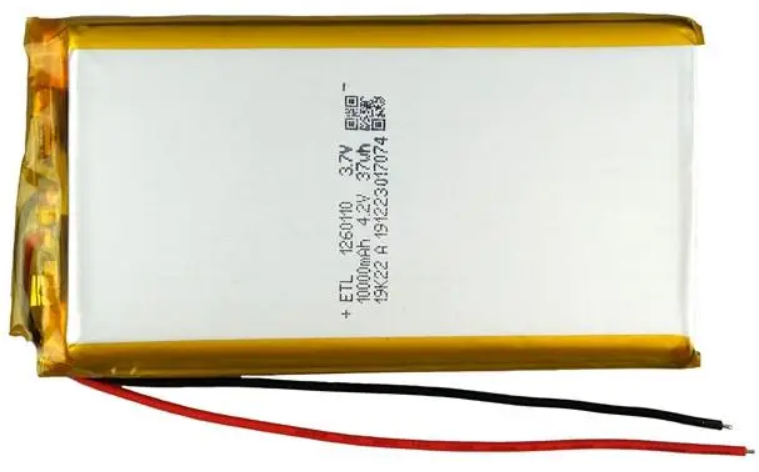 + ETL 1260110 3.7V -
10000mAh 4.2V 37wh
19K22 A 191223017074